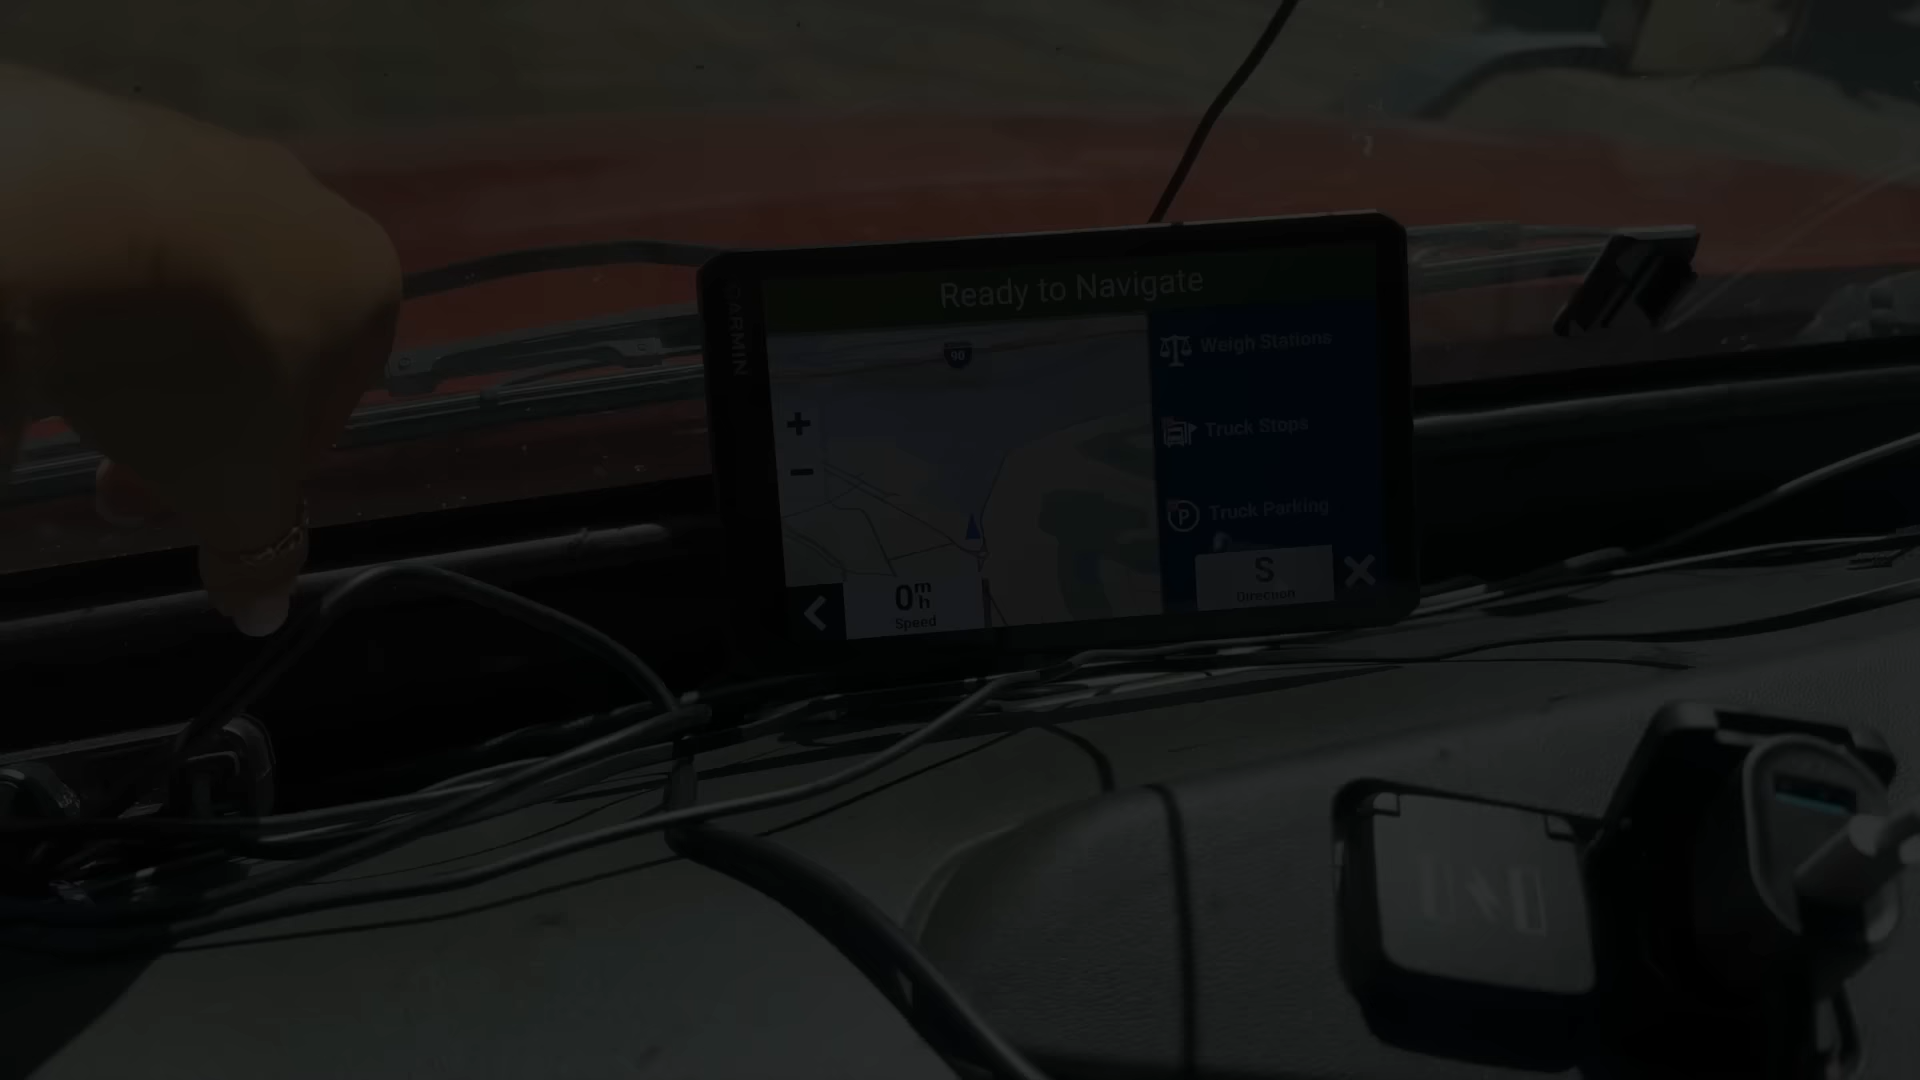 Ready to Navigate
GARMIN
90
Weigh Stations
+
Truck Stops
−
P Truck Parking
0 m/h
Speed
S
Direction